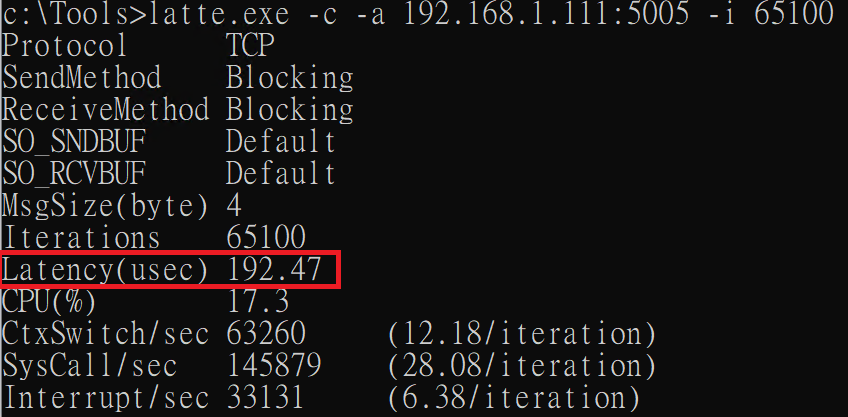 c:\Tools>latte.exe -c -a 192.168.1.111:5005 -i 65100
Protocol TCP
SendMethod Blocking
ReceiveMethod Blocking
SO_SNDBUF Default
SO_RCVBUF Default
MsgSize(byte) 4
Iterations 65100
Latency(usec) 192.47
CPU(%) 17.3
CtxSwitch/sec 63260 (12.18/iteration)
SysCall/sec 145879 (28.08/iteration)
Interrupt/sec 33131 (6.38/iteration)